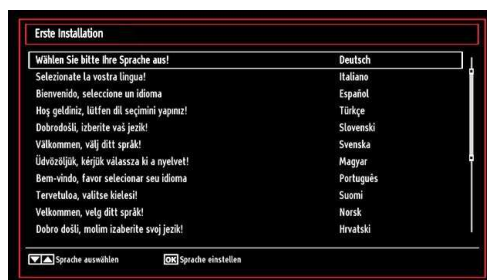 Erste Installation
Wählen Sie bitte Ihre Sprache aus! Deutsch
Selezionate la vostra lingua! Italiano
Bienvenido, seleccione un idioma Español
Hoş geldiniz, lütfen dil seçimini yapınız! Türkçe
Dobrodošli, izberite vaš jezik! Slovenski
Välkommen, välj ditt språk! Svenska
Üdvözöljük, kérjük válassza ki a nyelvet! Magyar
Bem-vindo, favor selecionar seu idioma Português
Tervetuloa, valitse kielesi! Suomi
Velkommen, velg ditt språk! Norsk
Dobro došli, molim izaberite svoj jezik! Hrvatski
Sprache auswählen OK Sprache einstellen